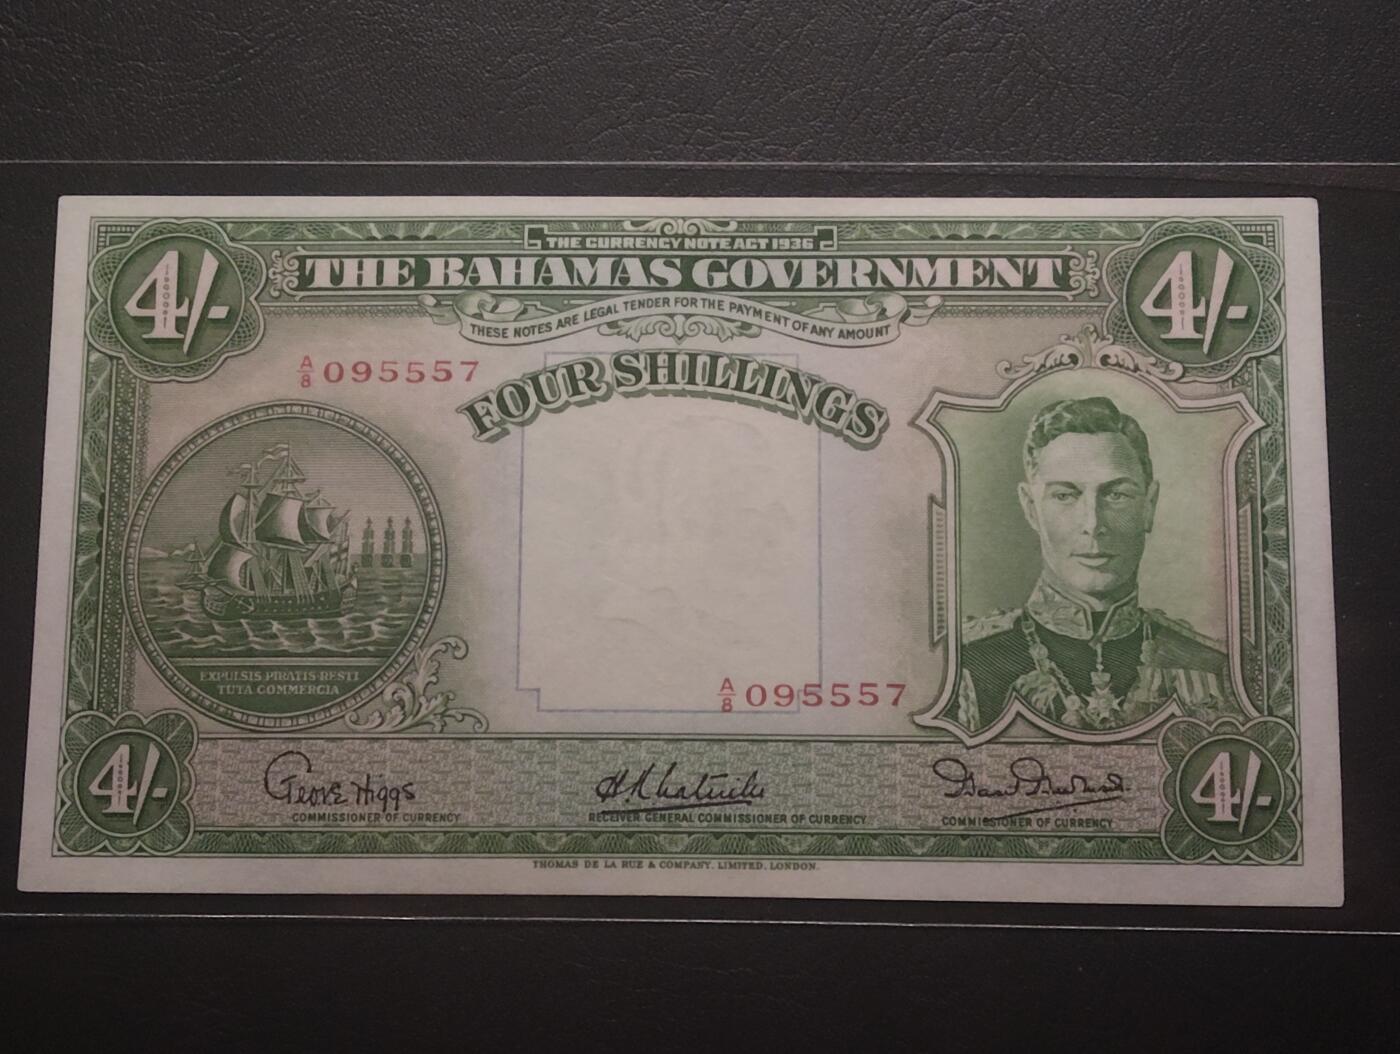 THE CURRENCY NOTE ACT 1936
4/- THE BAHAMAS GOVERNMENT 4/-
THESE NOTES ARE LEGAL TENDER FOR THE PAYMENT OF ANY AMOUNT
A/8 095557
FOUR SHILLINGS
EXPULSIS PIRATIS RESTI
TUTA COMMERCIA
A/8 095557
4/- 4/-
George Higgs
COMMISSIONER OF CURRENCY
RECEIVER GENERAL COMMISSIONER OF CURRENCY
COMMISSIONER OF CURRENCY
THOMAS DE LA RUE & COMPANY, LIMITED, LONDON.